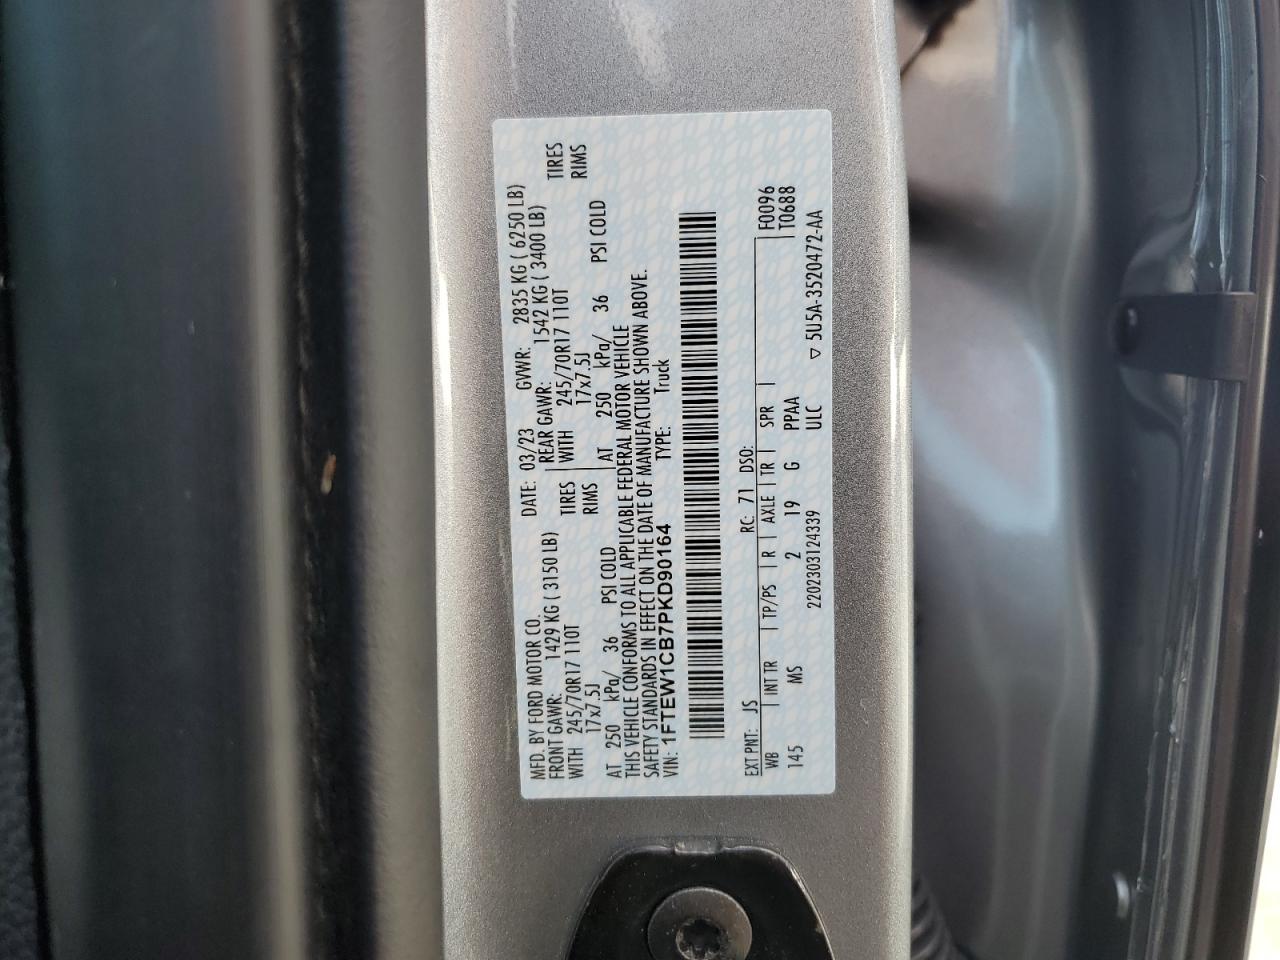 MFD. BY FORD MOTOR CO. DATE: 03/23 GVWR: 2835 KG ( 6250 LB)
FRONT GAWR: 1429 KG ( 3150 LB) REAR GAWR: 1542 KG ( 3400 LB)
WITH 245/70R17 110T TIRES WITH 245/70R17 110T TIRES
17x7.5J RIMS 17x7.5J RIMS
AT 250 kPa/ 36 PSI COLD AT 250 kPa/ 36 PSI COLD
THIS VEHICLE CONFORMS TO ALL APPLICABLE FEDERAL MOTOR VEHICLE
SAFETY STANDARDS IN EFFECT ON THE DATE OF MANUFACTURE SHOWN ABOVE.
VIN: 1FTEW1CB7PKD90164 TYPE: Truck
EXT PNT: JS RC: 71 DSO: F0096
WB INT TR TP/PS R AXLE TR SPR T0688
145 MS 2 19 G PPAA
2202303124339 ULC ▽ 5U5A-3520472-AA